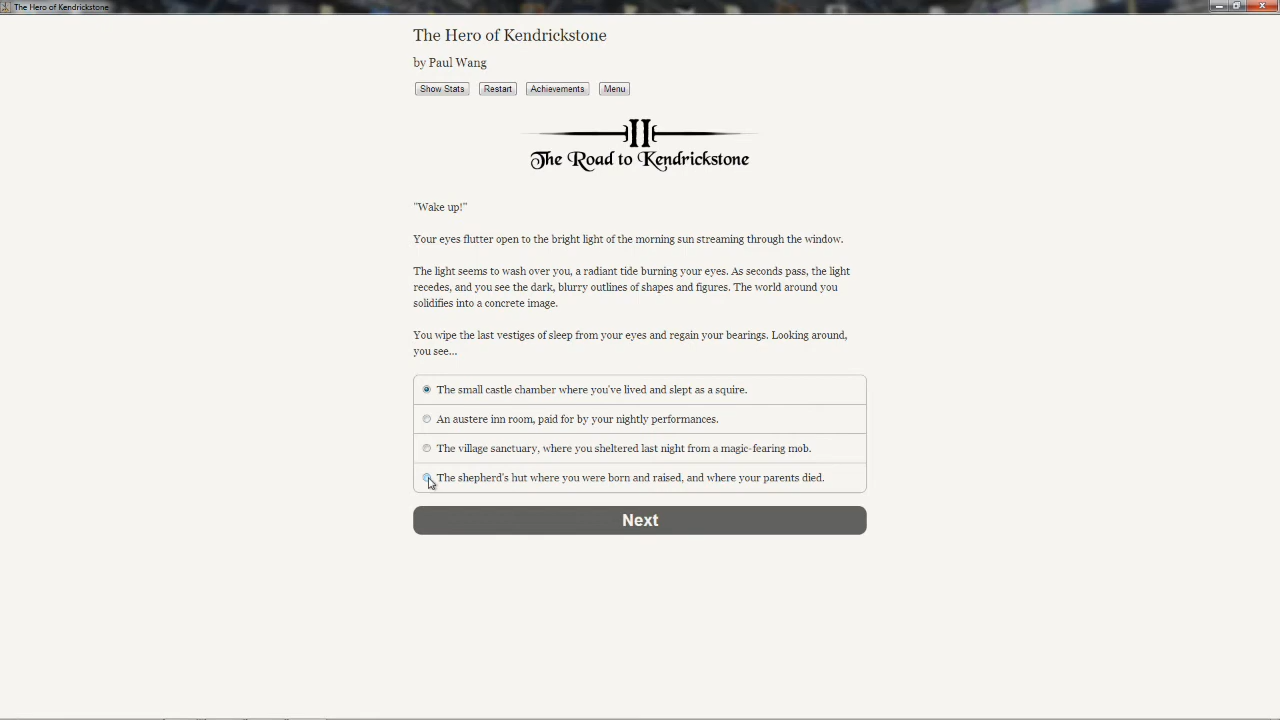 The Hero of Kendrickstone
The Hero of Kendrickstone
by Paul Wang
Show Stats
Restart
Achievements
Menu
II
The Road to Kendrickstone
"Wake up!"
Your eyes flutter open to the bright light of the morning sun streaming through the window.
The light seems to wash over you, a radiant tide burning your eyes. As seconds pass, the light
recedes, and you see the dark, blurry outlines of shapes and figures. The world around you
solidifies into a concrete image.
You wipe the last vestiges of sleep from your eyes and regain your bearings. Looking around,
you see...
The small castle chamber where you've lived and slept as a squire.
An austere inn room, paid for by your nightly performances.
The village sanctuary, where you sheltered last night from a magic-fearing mob.
The shepherd's hut where you were born and raised, and where your parents died.
Next